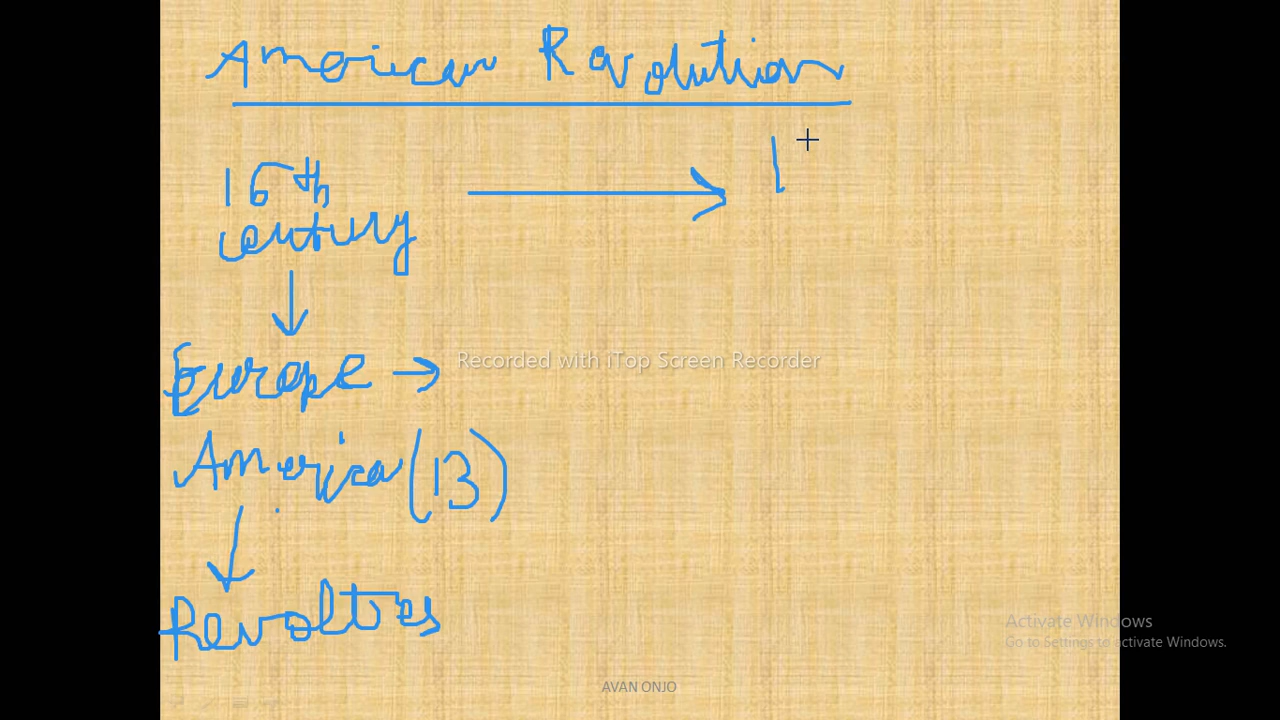 American Revolution
16th
century
1
Europe →
America (13)
Revoltes
Recorded with iTop Screen Recorder
Activate Windows
Go to Settings to activate Windows.
AVAN ONJO